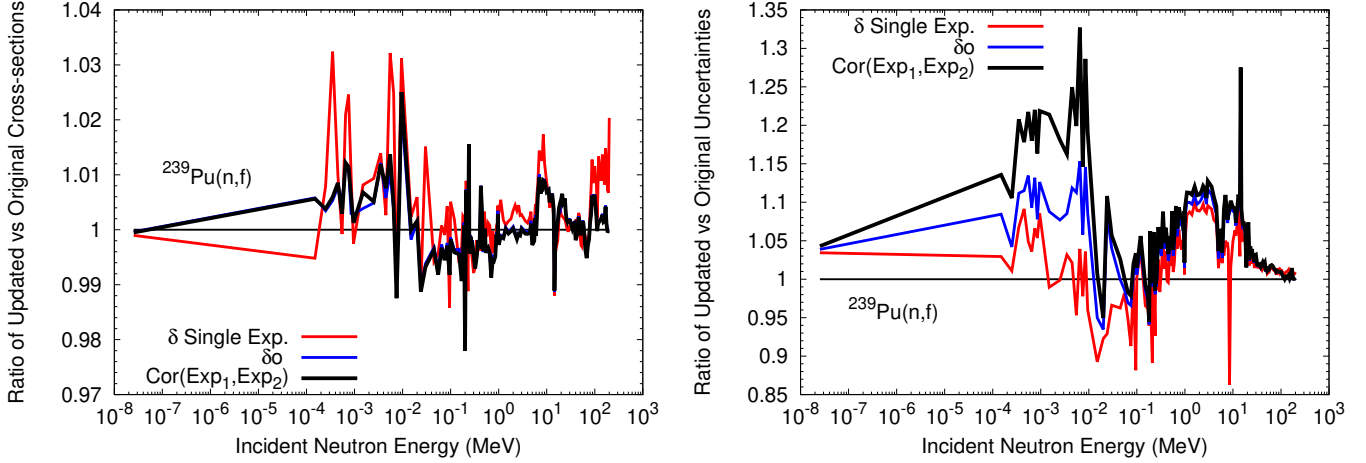 Ratio of Updated vs Original Cross-sections
1.04
1.03
1.02
1.01
1
0.99
0.98
0.97
²³⁹Pu(n,f)
δ Single Exp.
δo
Cor(Exp₁,Exp₂)
10⁻⁸ 10⁻⁷ 10⁻⁶ 10⁻⁵ 10⁻⁴ 10⁻³ 10⁻² 10⁻¹ 10⁰ 10¹ 10² 10³
Incident Neutron Energy (MeV)
Ratio of Updated vs Original Uncertainties
1.35
1.3
1.25
1.2
1.15
1.1
1.05
1
0.95
0.9
0.85
δ Single Exp.
δo
Cor(Exp₁,Exp₂)
²³⁹Pu(n,f)
10⁻⁸ 10⁻⁷ 10⁻⁶ 10⁻⁵ 10⁻⁴ 10⁻³ 10⁻² 10⁻¹ 10⁰ 10¹ 10² 10³
Incident Neutron Energy (MeV)